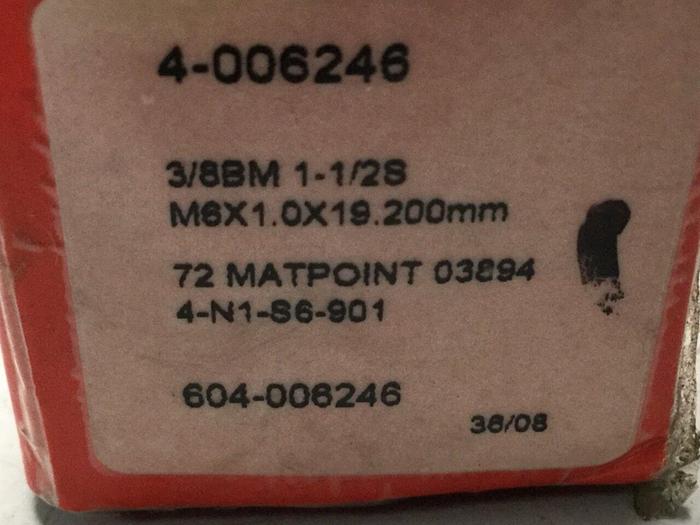 4-006246
3/8BM 1-1/2S
M6X1.0X19.200mm
72 MATPOINT 03894
4-N1-S6-901
604-006246
36/08